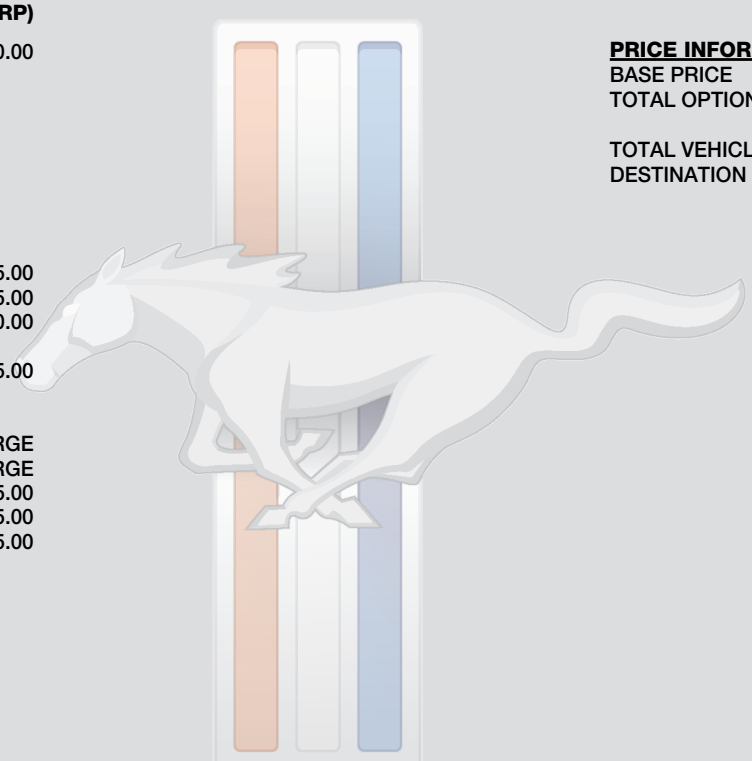 RP)
0.00
5.00
5.00
0.00
5.00
RGE
RGE
5.00
5.00
5.00
PRICE INFOR
BASE PRICE
TOTAL OPTION
TOTAL VEHICL
DESTINATION